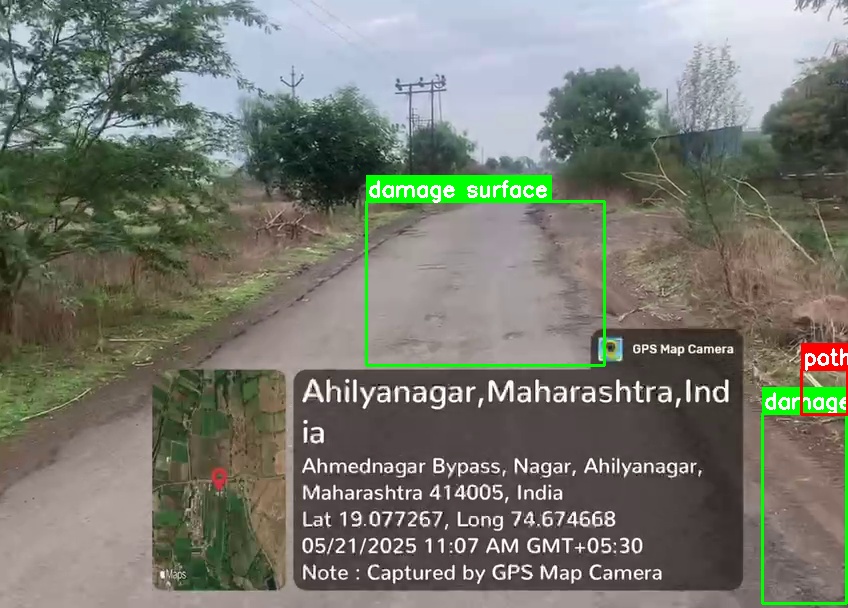 damage surface
GPS Map Camera
poth
damage
Ahilyanagar,Maharashtra,Ind
ia
Ahmednagar Bypass, Nagar, Ahilyanagar,
Maharashtra 414005, India
Lat 19.077267, Long 74.674668
05/21/2025 11:07 AM GMT+05:30
Note : Captured by GPS Map Camera
Maps